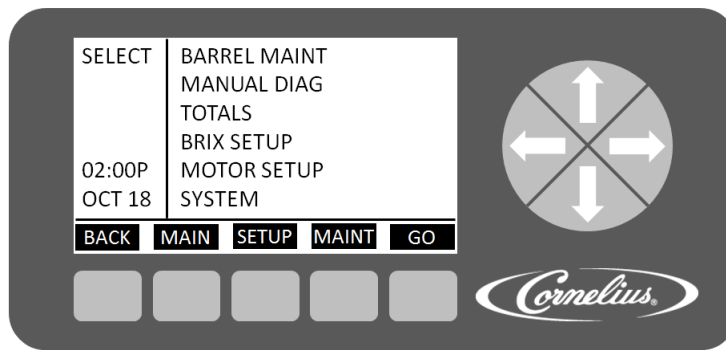 SELECT BARREL MAINT
MANUAL DIAG
TOTALS
BRIX SETUP
02:00P MOTOR SETUP
OCT 18 SYSTEM
BACK MAIN SETUP MAINT GO
Cornelius®